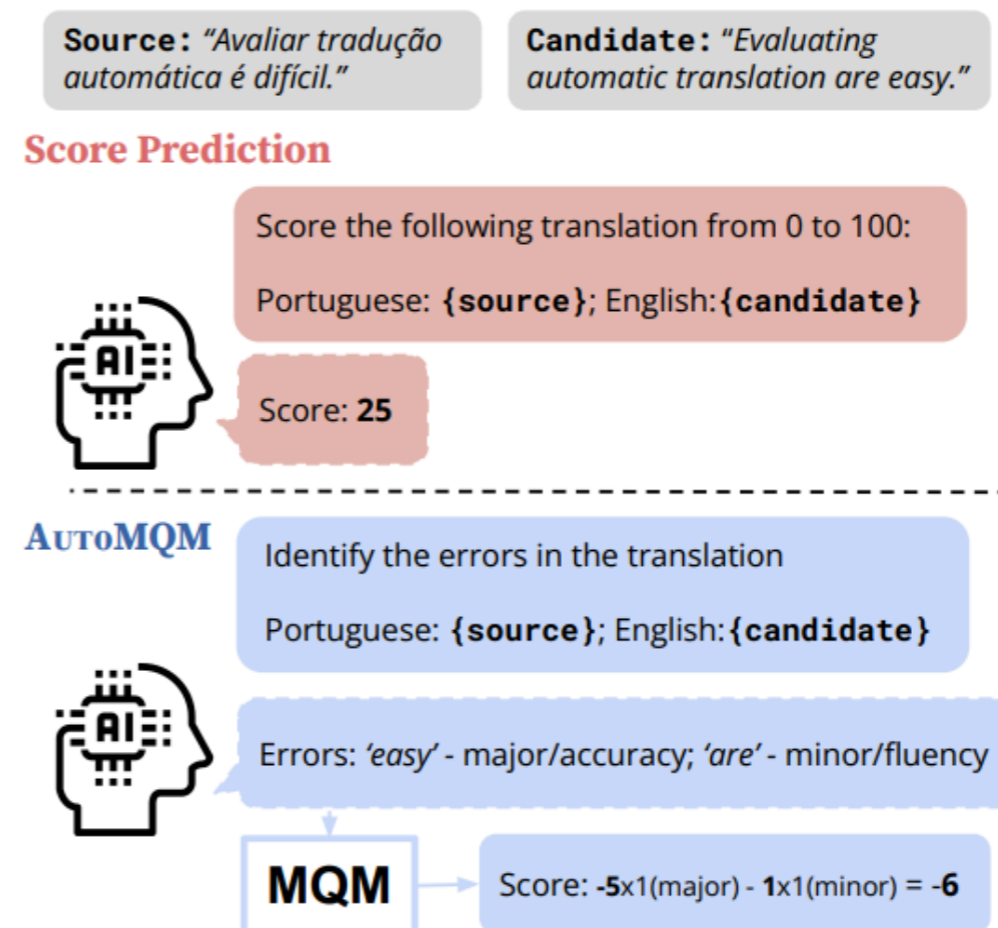 Source: “Avaliar tradução
automática é difícil.”
Candidate: “Evaluating
automatic translation are easy.”
Score Prediction
Score the following translation from 0 to 100:
Portuguese: {source}; English:{candidate}
AI
Score: 25
AUTOMQM
Identify the errors in the translation
Portuguese: {source}; English:{candidate}
AI
Errors: ‘easy’ - major/accuracy; ‘are’ - minor/fluency
MQM
Score: -5x1(major) - 1x1(minor) = -6